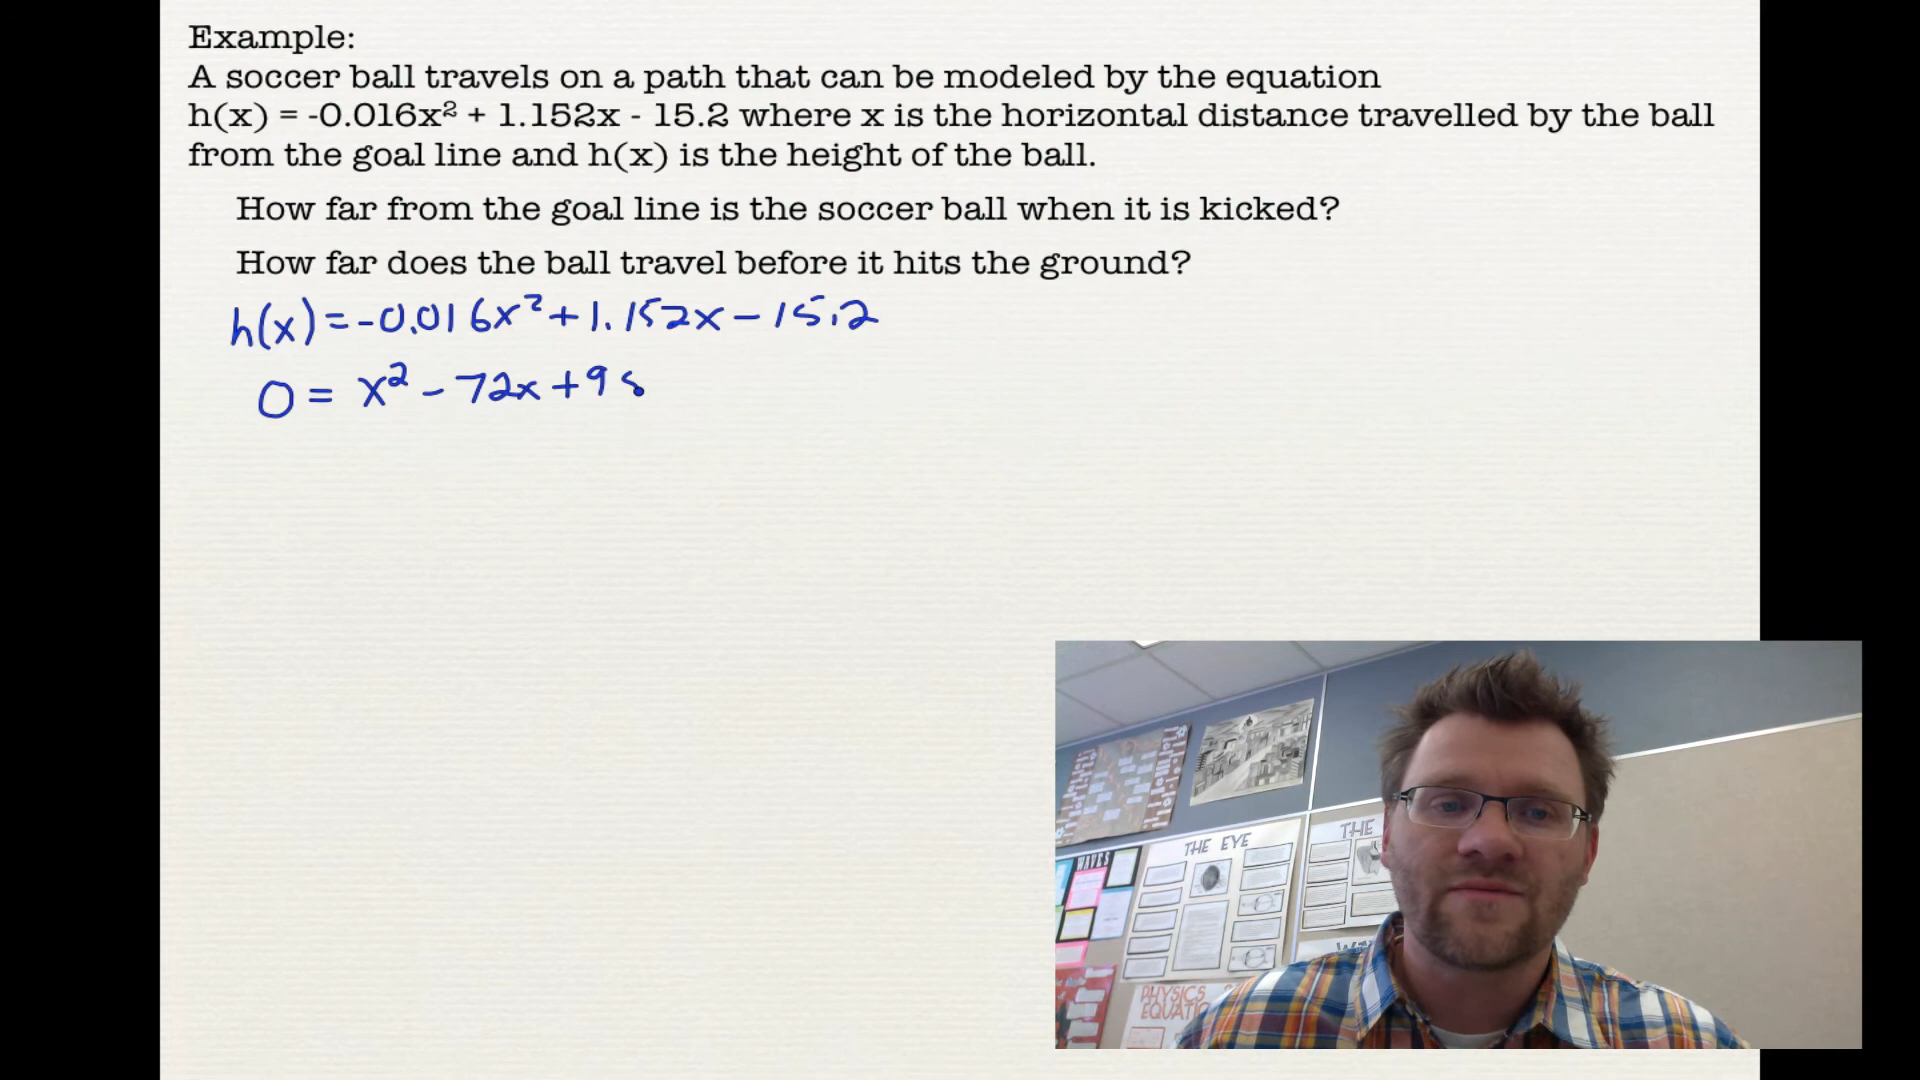 Example:
A soccer ball travels on a path that can be modeled by the equation
h(x) = -0.016x² + 1.152x - 15.2 where x is the horizontal distance travelled by the ball
from the goal line and h(x) is the height of the ball.
How far from the goal line is the soccer ball when it is kicked?
How far does the ball travel before it hits the ground?
h(x) = -0.016x² + 1.152x - 15.2
0 = x² - 72x + 95
THE EYE
THE
WAVES
PHYSICS
EQUATIO